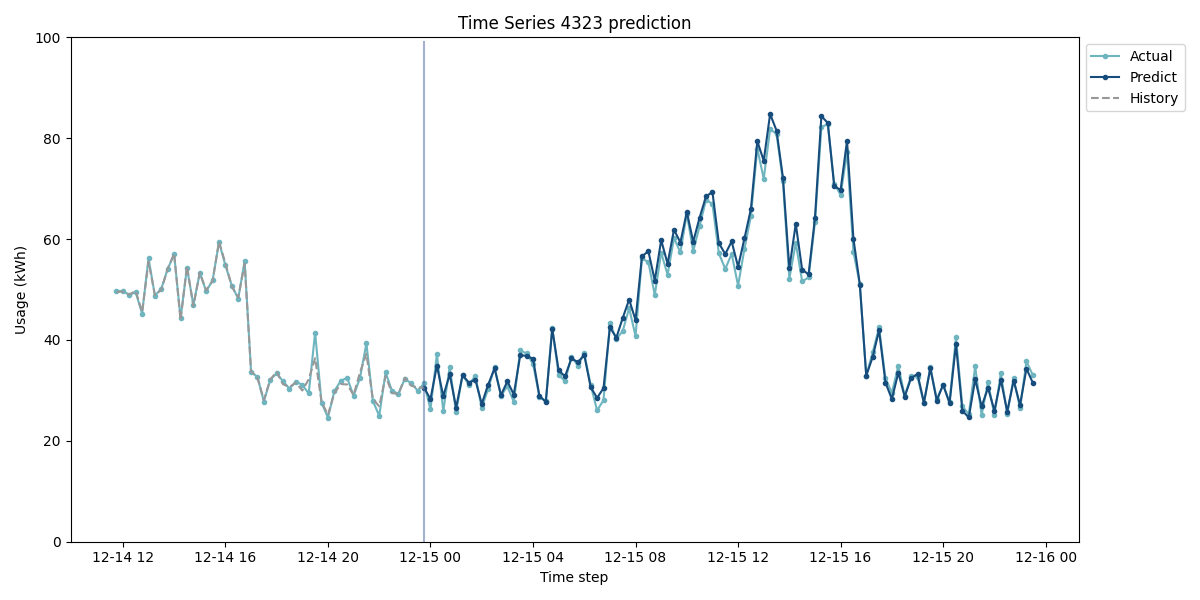 Time Series 4323 prediction
Usage (kWh)
100
80
60
40
20
0
12-14 12
12-14 16
12-14 20
12-15 00
12-15 04
12-15 08
12-15 12
12-15 16
12-15 20
12-16 00
Time step
Actual
Predict
History